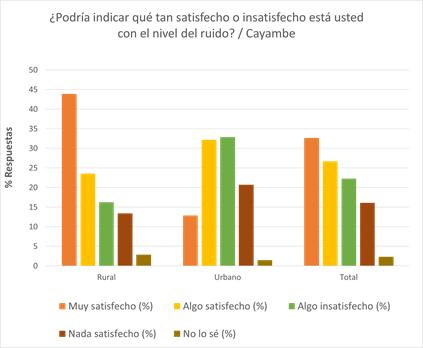 ¿Podría indicar qué tan satisfecho o insatisfecho está usted
con el nivel del ruido? / Cayambe
% Respuestas
50
45
40
35
30
25
20
15
10
5
0
Rural Urbano Total
Muy satisfecho (%) Algo satisfecho (%) Algo insatisfecho (%)
Nada satisfecho (%) No lo sé (%)